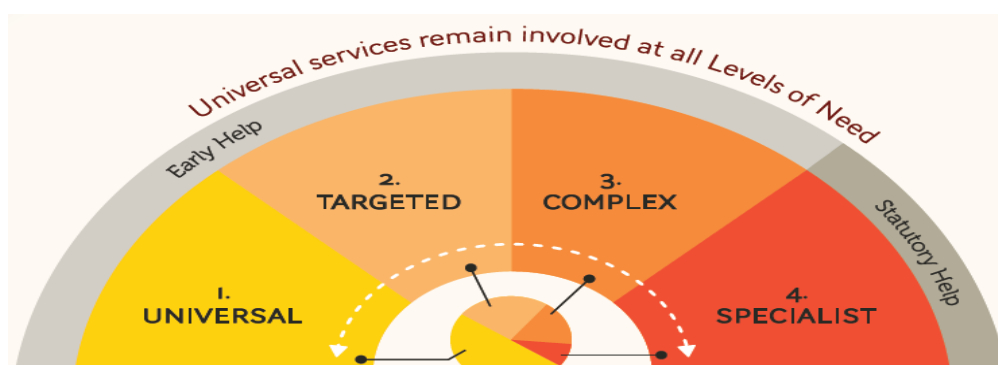 Universal services remain involved at all Levels of Need
Early Help
2.
TARGETED
3.
COMPLEX
Statutory Help
1.
UNIVERSAL
4.
SPECIALIST